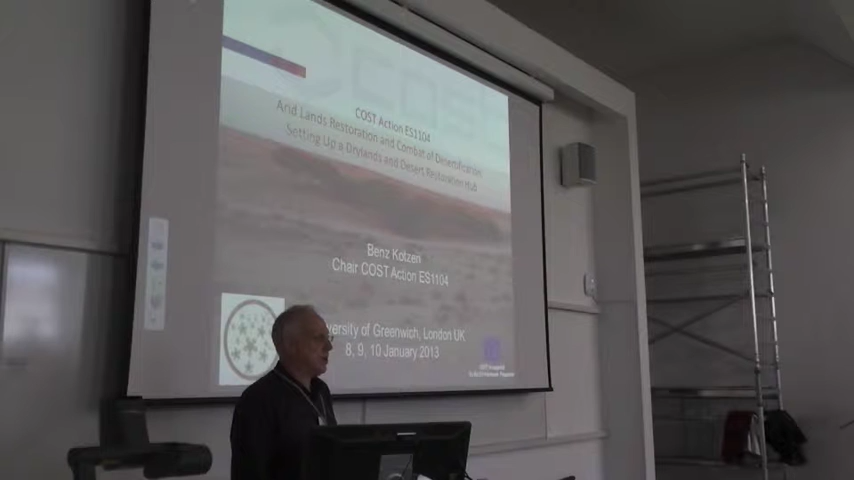 COST Action ES1104
Arid Lands Restoration and Combat of Desertification
Setting Up a Drylands and Desert Restoration Hub
Benz Kotzen
Chair COST Action ES1104
versity of Greenwich, London UK
8, 9, 10 January 2013